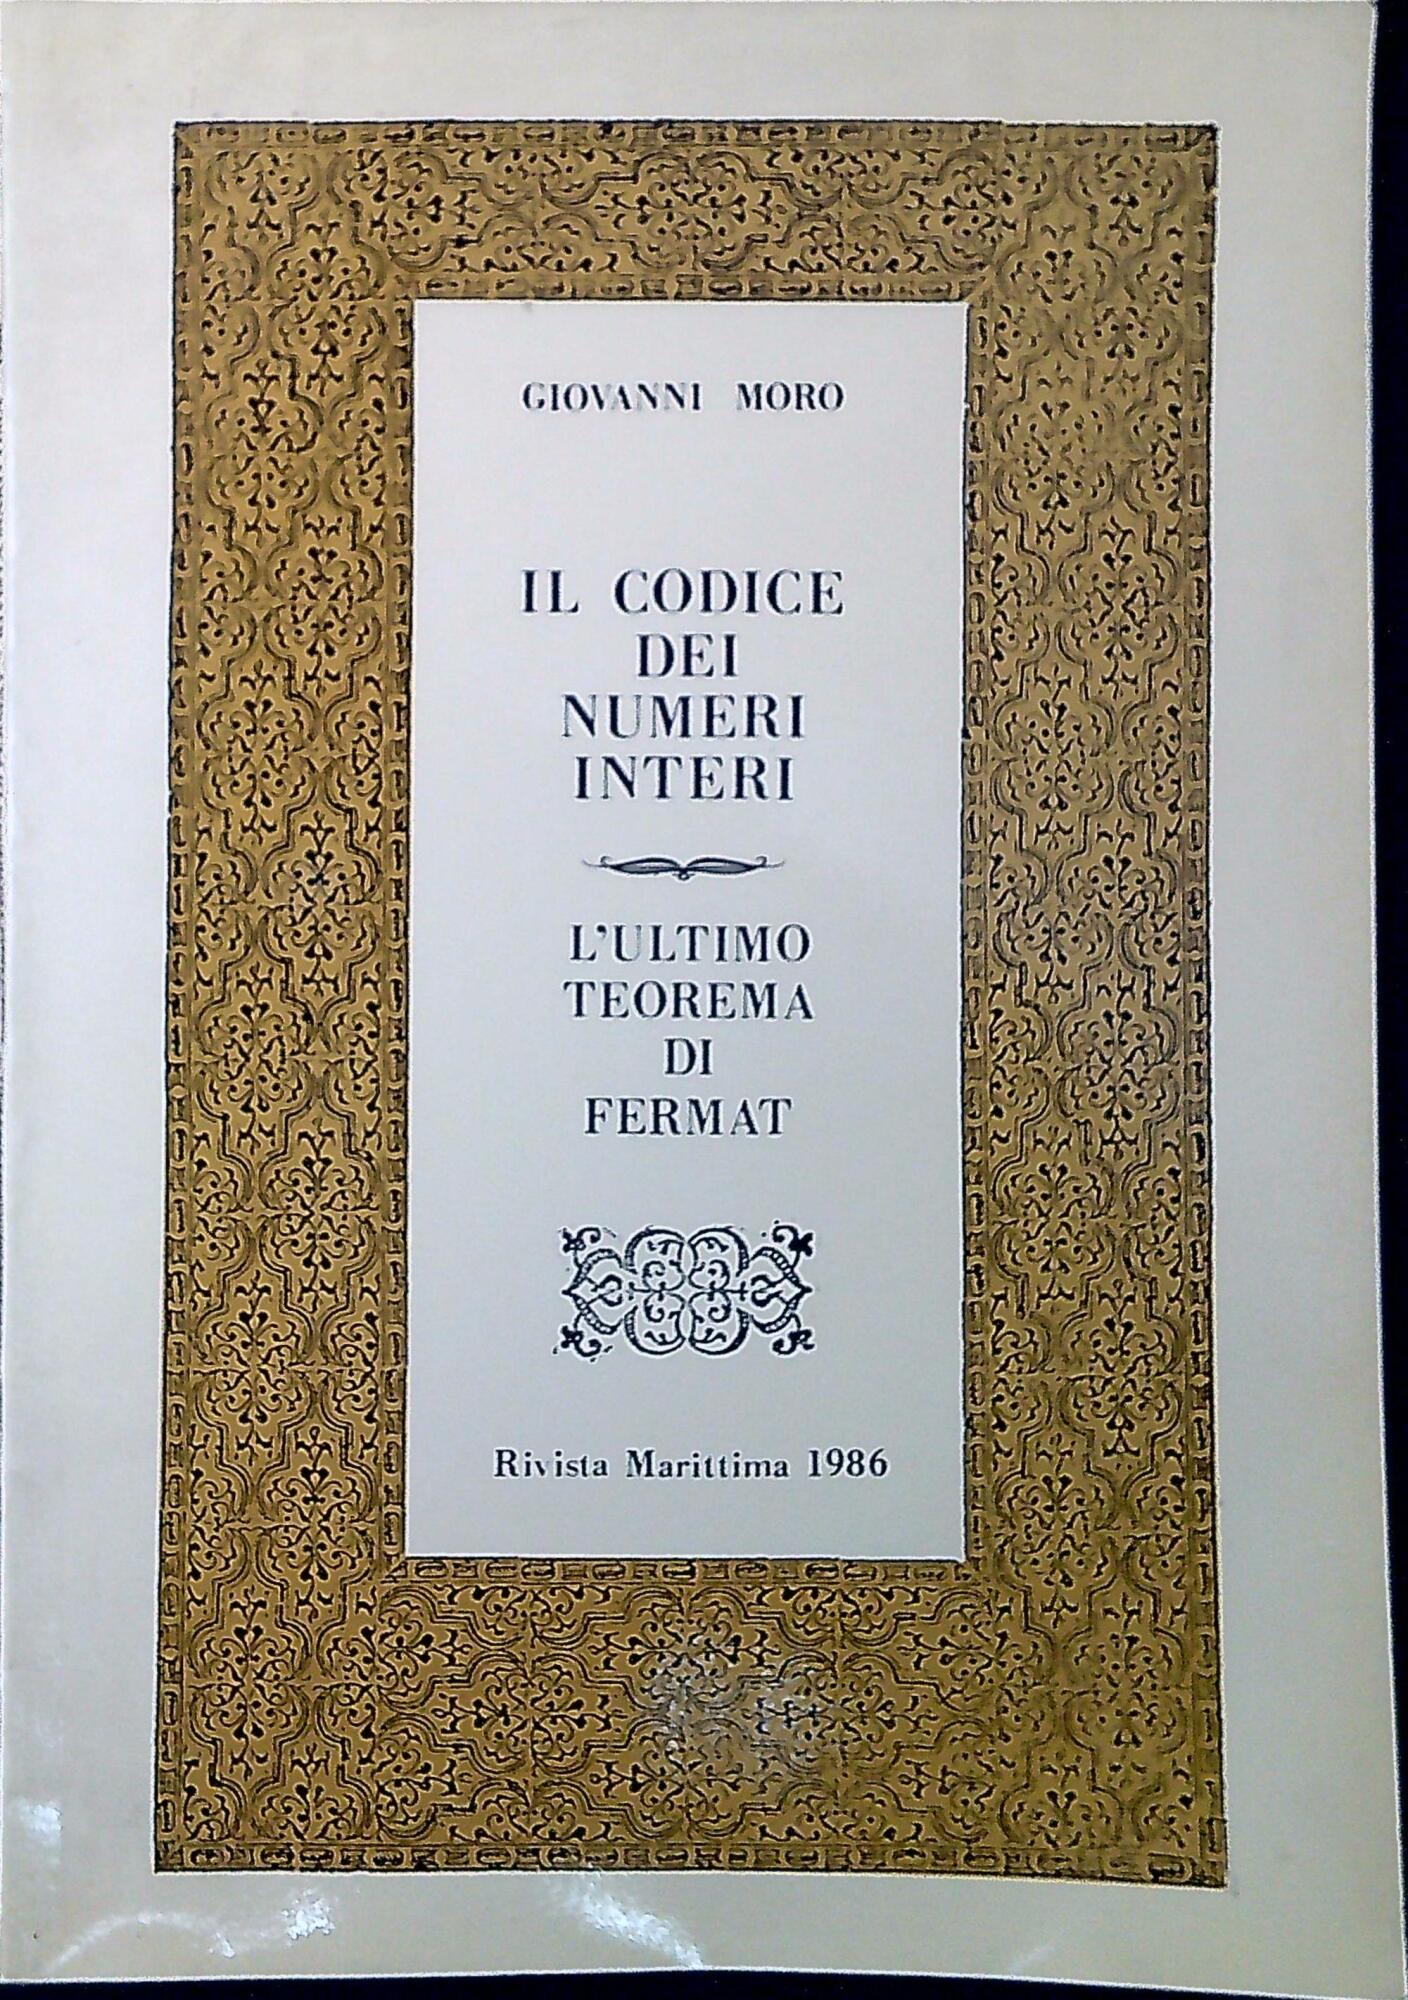 GIOVANNI MORO
IL CODICE
DEI
NUMERI
INTERI
L'ULTIMO
TEOREMA
DI
FERMAT
Rivista Marittima 1986